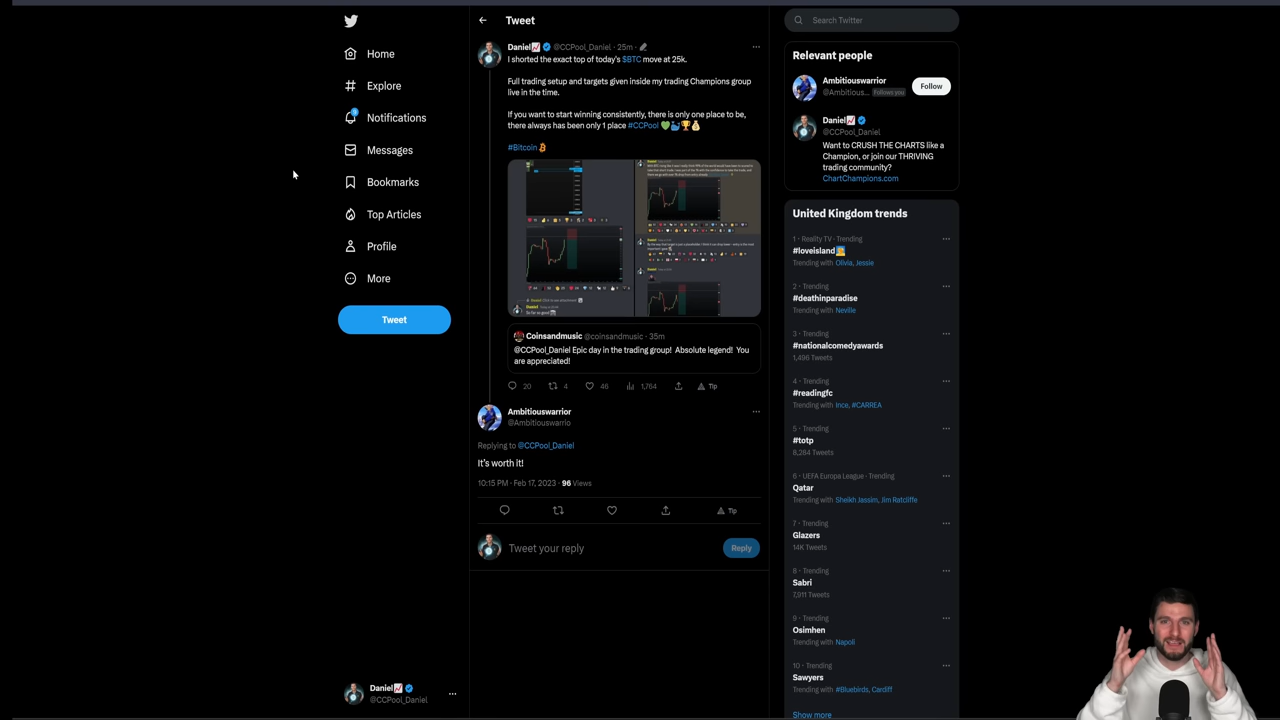 Home
Explore
Notifications
Messages
Bookmarks
Top Articles
Profile
More
Tweet
Daniel📈
@CCPool_Daniel
Tweet
Daniel📈 @CCPool_Daniel · 25m ·
I shorted the exact top of today's $BTC move at 25k.
Full trading setup and targets given inside my trading Champions group
live in the time.
If you want to start winning consistently, there is only one place to be,
there always has been only 1 place #CCPool 💚🐳🏆💰
#Bitcoin
Coinsandmusic @coinsandmusic · 35m
@CCPool_Daniel Epic day in the trading group! Absolute legend! You
are appreciated!
20 4 46 1,764 Tip
Ambitiouswarrior
@Ambitiouswarrio
Replying to @CCPool_Daniel
It's worth it!
10:15 PM · Feb 17, 2023 · 96 Views
Tip
Tweet your reply
Reply
Search Twitter
Relevant people
Ambitiouswarrior
@Ambitious... Follows you
Follow
Daniel📈
@CCPool_Daniel
Want to CRUSH THE CHARTS like a
Champion, or join our THRIVING
trading community?
ChartChampions.com
United Kingdom trends
1 · Reality TV · Trending
#loveisland
Trending with Olivia, Jessie
2 · Trending
#deathinparadise
Trending with Neville
3 · Trending
#nationalcomedyawards
1,496 Tweets
4 · Trending
#readingfc
Trending with Ince, #CARREA
5 · Trending
#totp
8,264 Tweets
6 · UEFA Europa League · Trending
Qatar
Trending with Sheikh Jassim, Jim Ratcliffe
7 · Trending
Glazers
14K Tweets
8 · Trending
Sabri
7,911 Tweets
9 · Trending
Osimhen
Trending with Napoli
10 · Trending
Sawyers
Trending with #Bluebirds, Cardiff
Show more